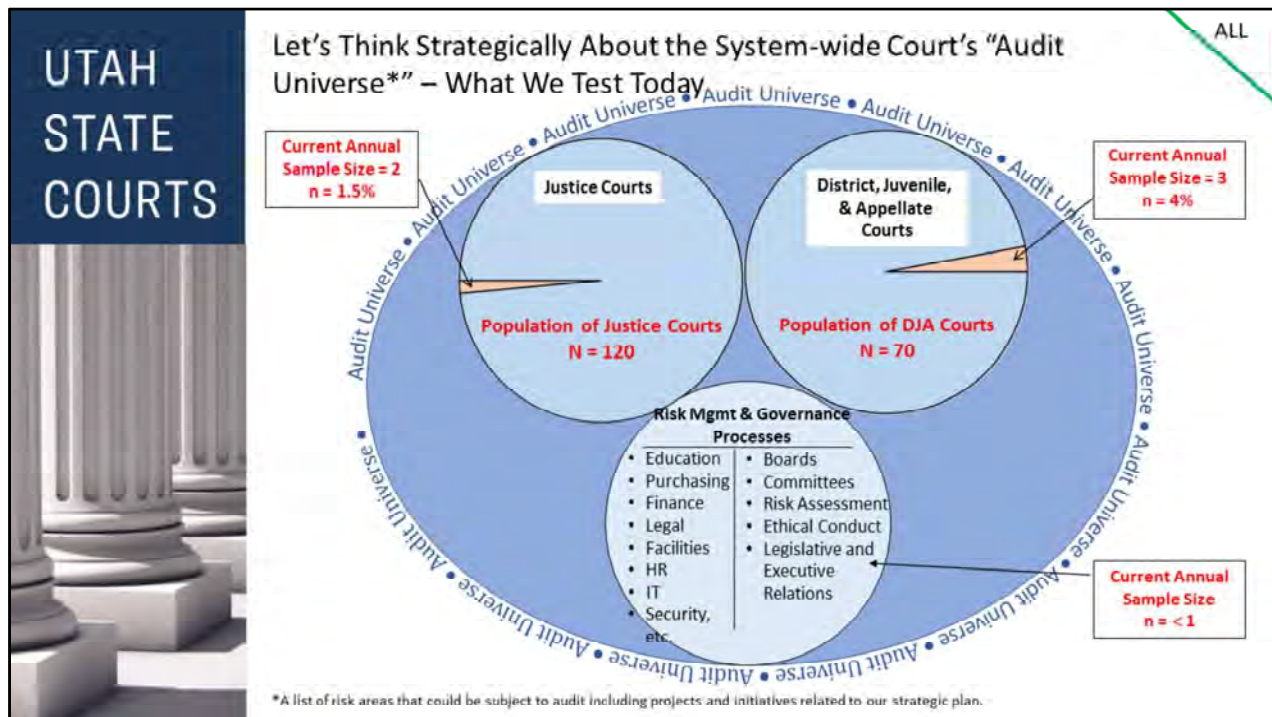 UTAH
STATE
COURTS
Let's Think Strategically About the System-wide Court's "Audit
Universe*" – What We Test Today
ALL
Audit Universe • Audit Universe • Audit Universe • Audit Universe • Audit Universe • Audit Universe • Audit Universe • Audit Universe • Audit Universe • Audit Universe • Audit Universe • Audit Universe • Audit Universe • Audit Universe •
Current Annual
Sample Size = 2
n = 1.5%
Justice Courts
Population of Justice Courts
N = 120
District, Juvenile,
& Appellate
Courts
Population of DJA Courts
N = 70
Current Annual
Sample Size = 3
n = 4%
Risk Mgmt & Governance
Processes
• Education
• Purchasing
• Finance
• Legal
• Facilities
• HR
• IT
• Security,
etc.
• Boards
• Committees
• Risk Assessment
• Ethical Conduct
• Legislative and
Executive
Relations
Current Annual
Sample Size
n = <1
*A list of risk areas that could be subject to audit including projects and initiatives related to our strategic plan.